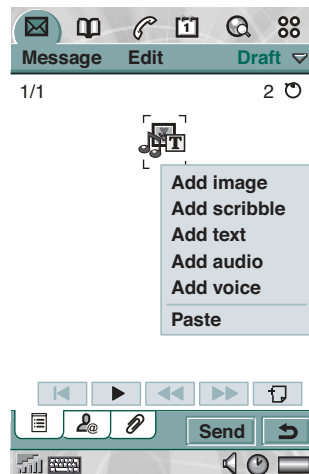 Message Edit Draft
1/1 2
T
Add image
Add scribble
Add text
Add audio
Add voice
Paste
Send